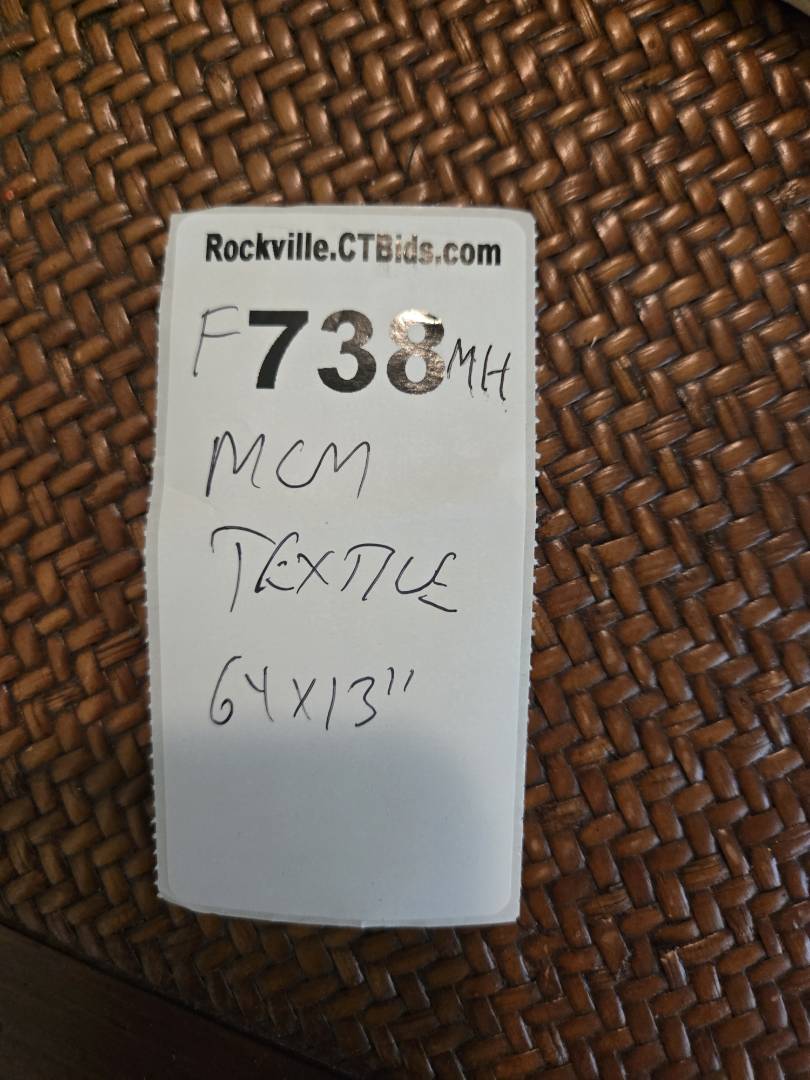 Rockville.CTBids.com
F738MH
MCM
TEXTILE
64X13"